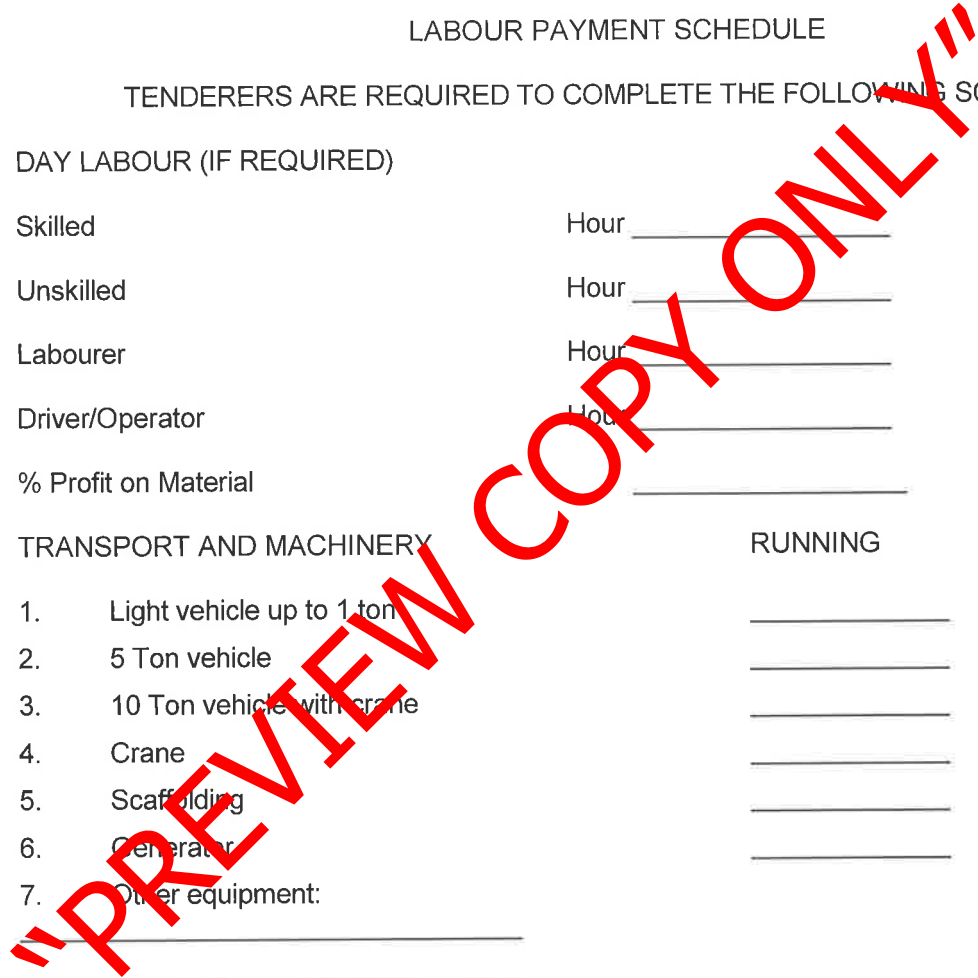 LABOUR PAYMENT SCHEDULE
TENDERERS ARE REQUIRED TO COMPLETE THE FOLLOWING
DAY LABOUR (IF REQUIRED)
Skilled Hour
Unskilled Hour
Labourer Hour
Driver/Operator Hour
% Profit on Material
TRANSPORT AND MACHINERY RUNNING
1. Light vehicle up to 1 ton
2. 5 Ton vehicle
3. 10 Ton vehicle with crane
4. Crane
5. Scaffolding
6. Generator
7. Other equipment:
“PREVIEW COPY ONLY”